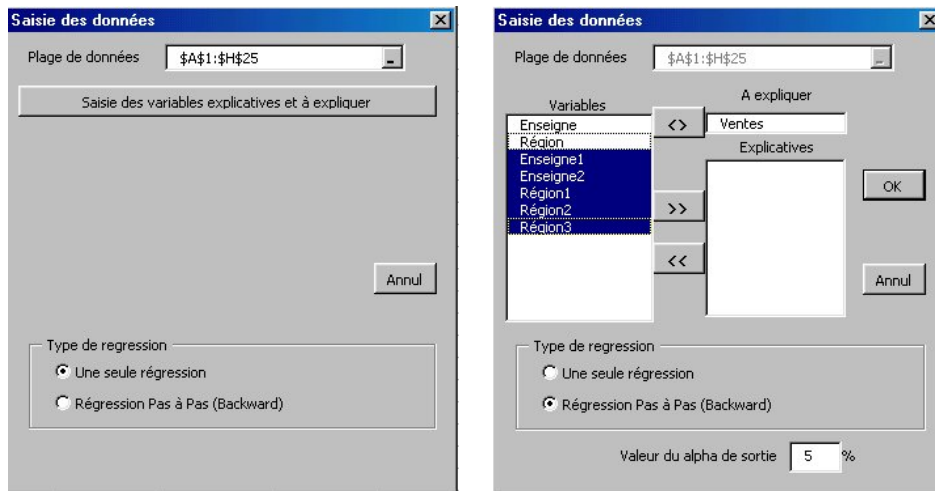 Saisie des données
Plage de données $A$1:$H$25
Saisie des variables explicatives et à expliquer
Annul
Type de regression
Une seule régression
Régression Pas à Pas (Backward)
Saisie des données
Plage de données $A$1:$H$25
Variables
A expliquer
Enseigne
Région
Enseigne1
Enseigne2
Région1
Région2
Région3
<>
>>
<<
Ventes
Explicatives
OK
Annul
Type de regression
Une seule régression
Régression Pas à Pas (Backward)
Valeur du alpha de sortie 5 %